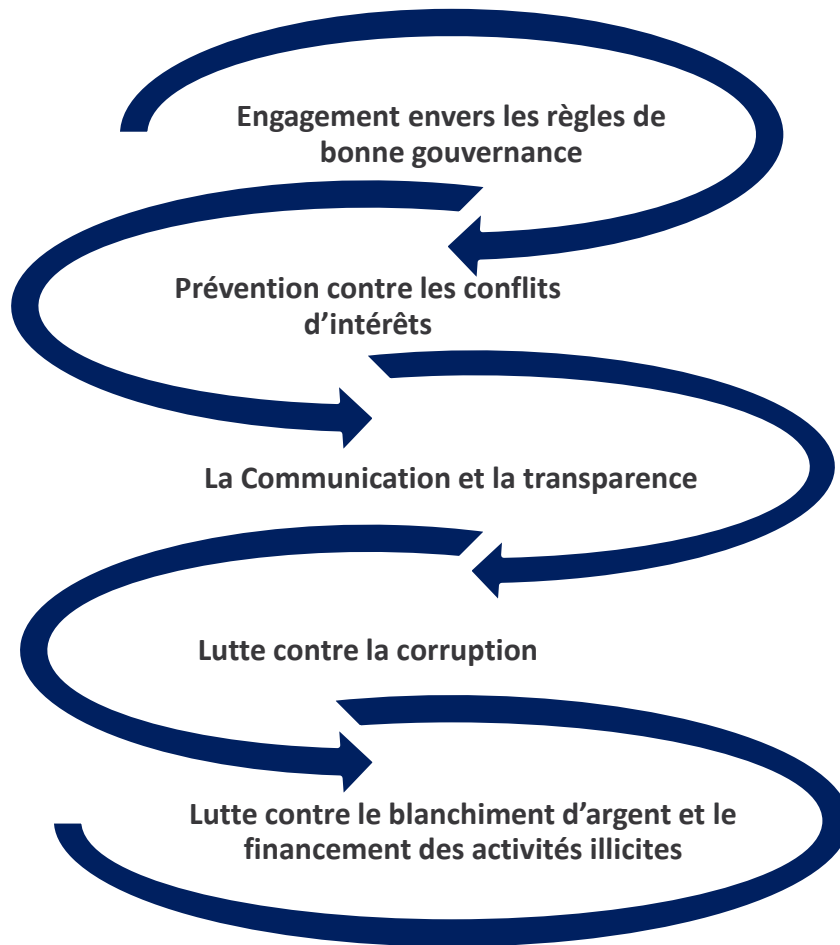 Engagement envers les règles de
bonne gouvernance
Prévention contre les conflits
d’intérêts
La Communication et la transparence
Lutte contre la corruption
Lutte contre le blanchiment d’argent et le
financement des activités illicites